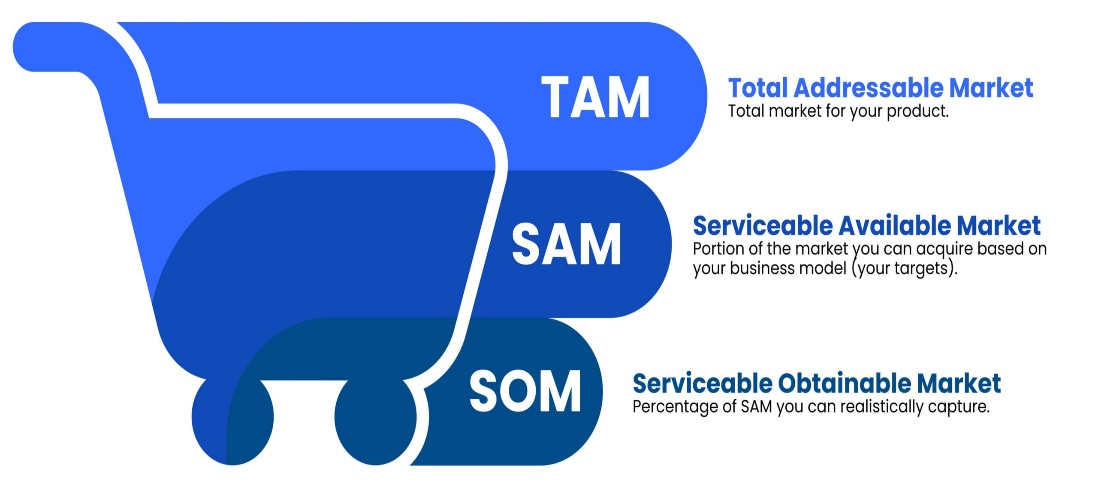 TAM
Total Addressable Market
Total market for your product.
SAM
Serviceable Available Market
Portion of the market you can acquire based on
your business model (your targets).
SOM
Serviceable Obtainable Market
Percentage of SAM you can realistically capture.